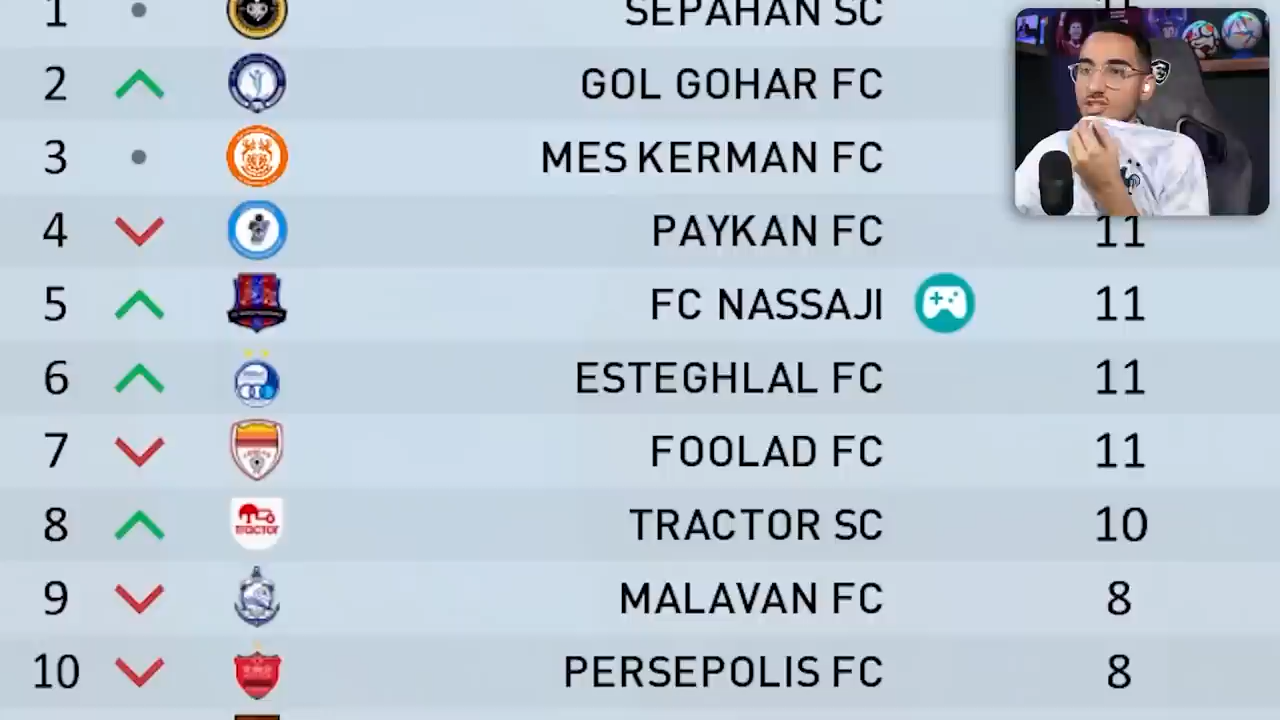 1 SEPAHAN SC
2 GOL GOHAR FC
3 MES KERMAN FC
4 PAYKAN FC 11
5 FC NASSAJI 11
6 ESTEGHLAL FC 11
7 FOOLAD FC 11
8 TRACTOR SC 10
TRACTOR
9 MALAVAN FC 8
10 PERSEPOLIS FC 8